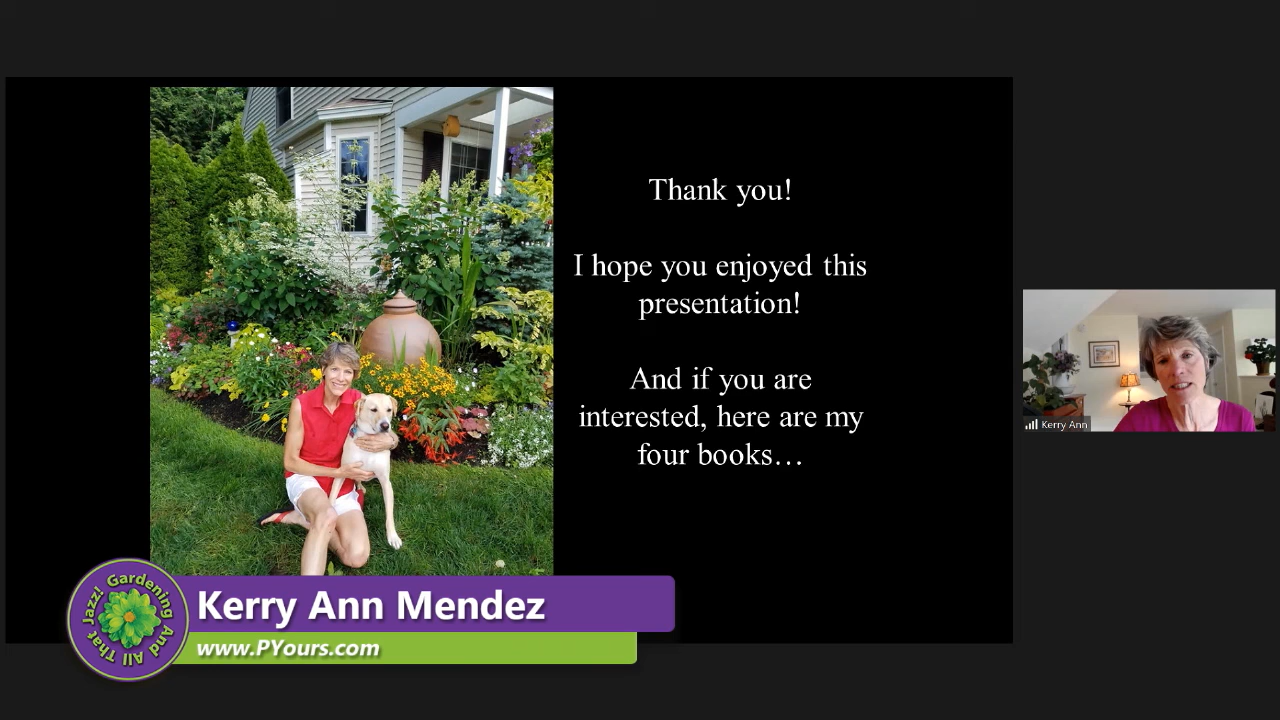 Thank you!
I hope you enjoyed this
presentation!
And if you are
interested, here are my
four books…
Kerry Ann
Gardening And All That Jazz!
Kerry Ann Mendez
www.PYours.com